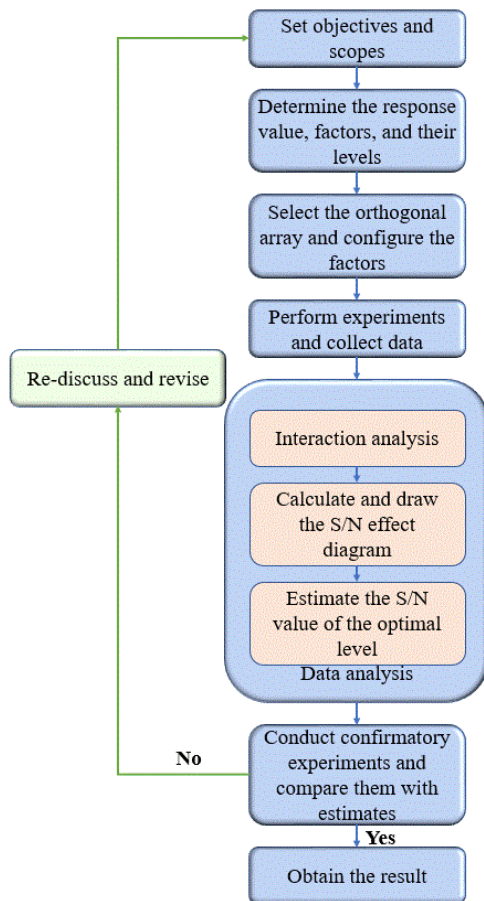 Set objectives and
scopes
Determine the response
value, factors, and their
levels
Select the orthogonal
array and configure the
factors
Perform experiments
and collect data
Re-discuss and revise
Interaction analysis
Calculate and draw
the S/N effect
diagram
Estimate the S/N
value of the optimal
level
Data analysis
No
Conduct confirmatory
experiments and
compare them with
estimates
Yes
Obtain the result